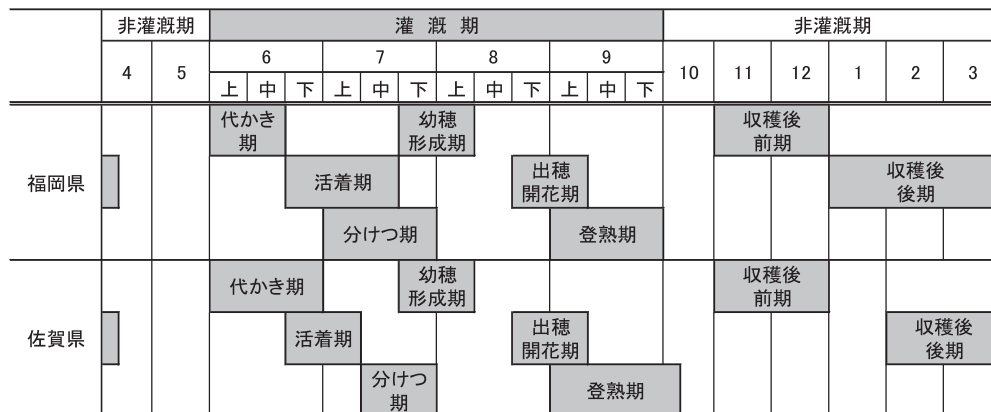 非灌漑期 灌漑期 非灌漑期
4 5 6 7 8 9 10 11 12 1 2 3
上 中 下 上 中 下 上 中 下 上 中 下
福岡県
代かき
期
幼穂
形成期
収穫後
前期
活着期
出穂
開花期
収穫後
後期
分けつ期
登熟期
佐賀県
代かき期
幼穂
形成期
収穫後
前期
活着期
出穂
開花期
収穫後
後期
分けつ
期
登熟期